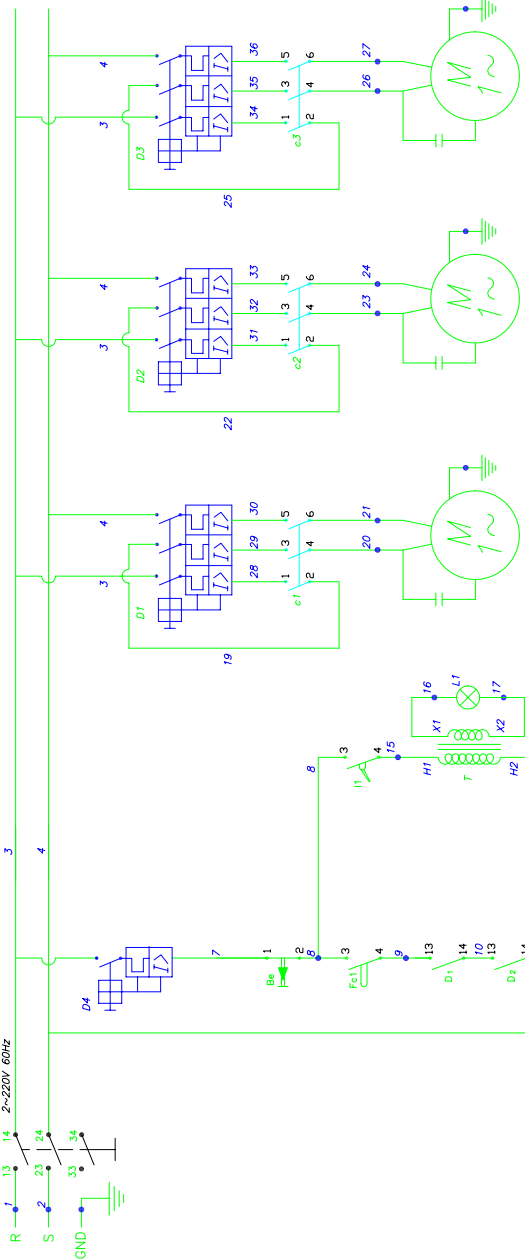 R
S
GND
1
2
13
23
33
14
24
34
2~220V 60Hz
3
4
D4
I>
7
1
Be
2
8
3
Fc1
4
9
13
D1
14
10
13
D2
14
8
3
I1
4
15
H1
T
H2
X1
X2
16
L1
17
3
4
D1
I>
I>
I>
19
28
29
30
1
3
5
c1
2
4
6
20
21
M
1~
3
4
D2
I>
I>
I>
22
31
32
33
1
3
5
c2
2
4
6
23
24
M
1~
3
4
D3
I>
I>
I>
25
34
35
36
1
3
5
c3
2
4
6
26
27
M
1~